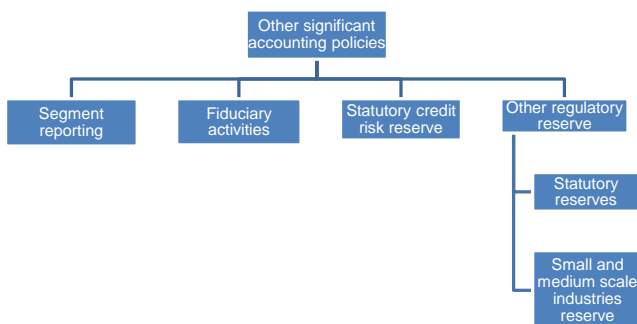 Other significant
accounting policies
Segment
reporting
Fiduciary
activities
Statutory credit
risk reserve
Other regulatory
reserve
Statutory
reserves
Small and
medium scale
industries
reserve